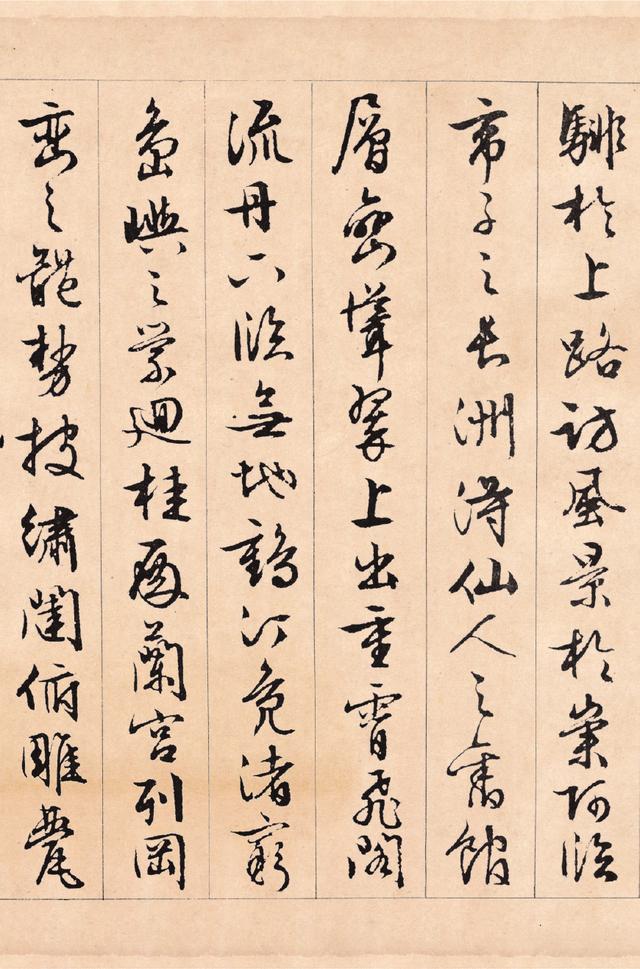 騑於上路訪風景於崇阿臨
帝子之長洲得仙人之舊館
層巒聳翠上出重霄飛閣
流丹下臨無地鶴汀鳧渚窮
島嶼之縈迴桂殿蘭宮列岡
巒之體勢披繡闥俯雕甍